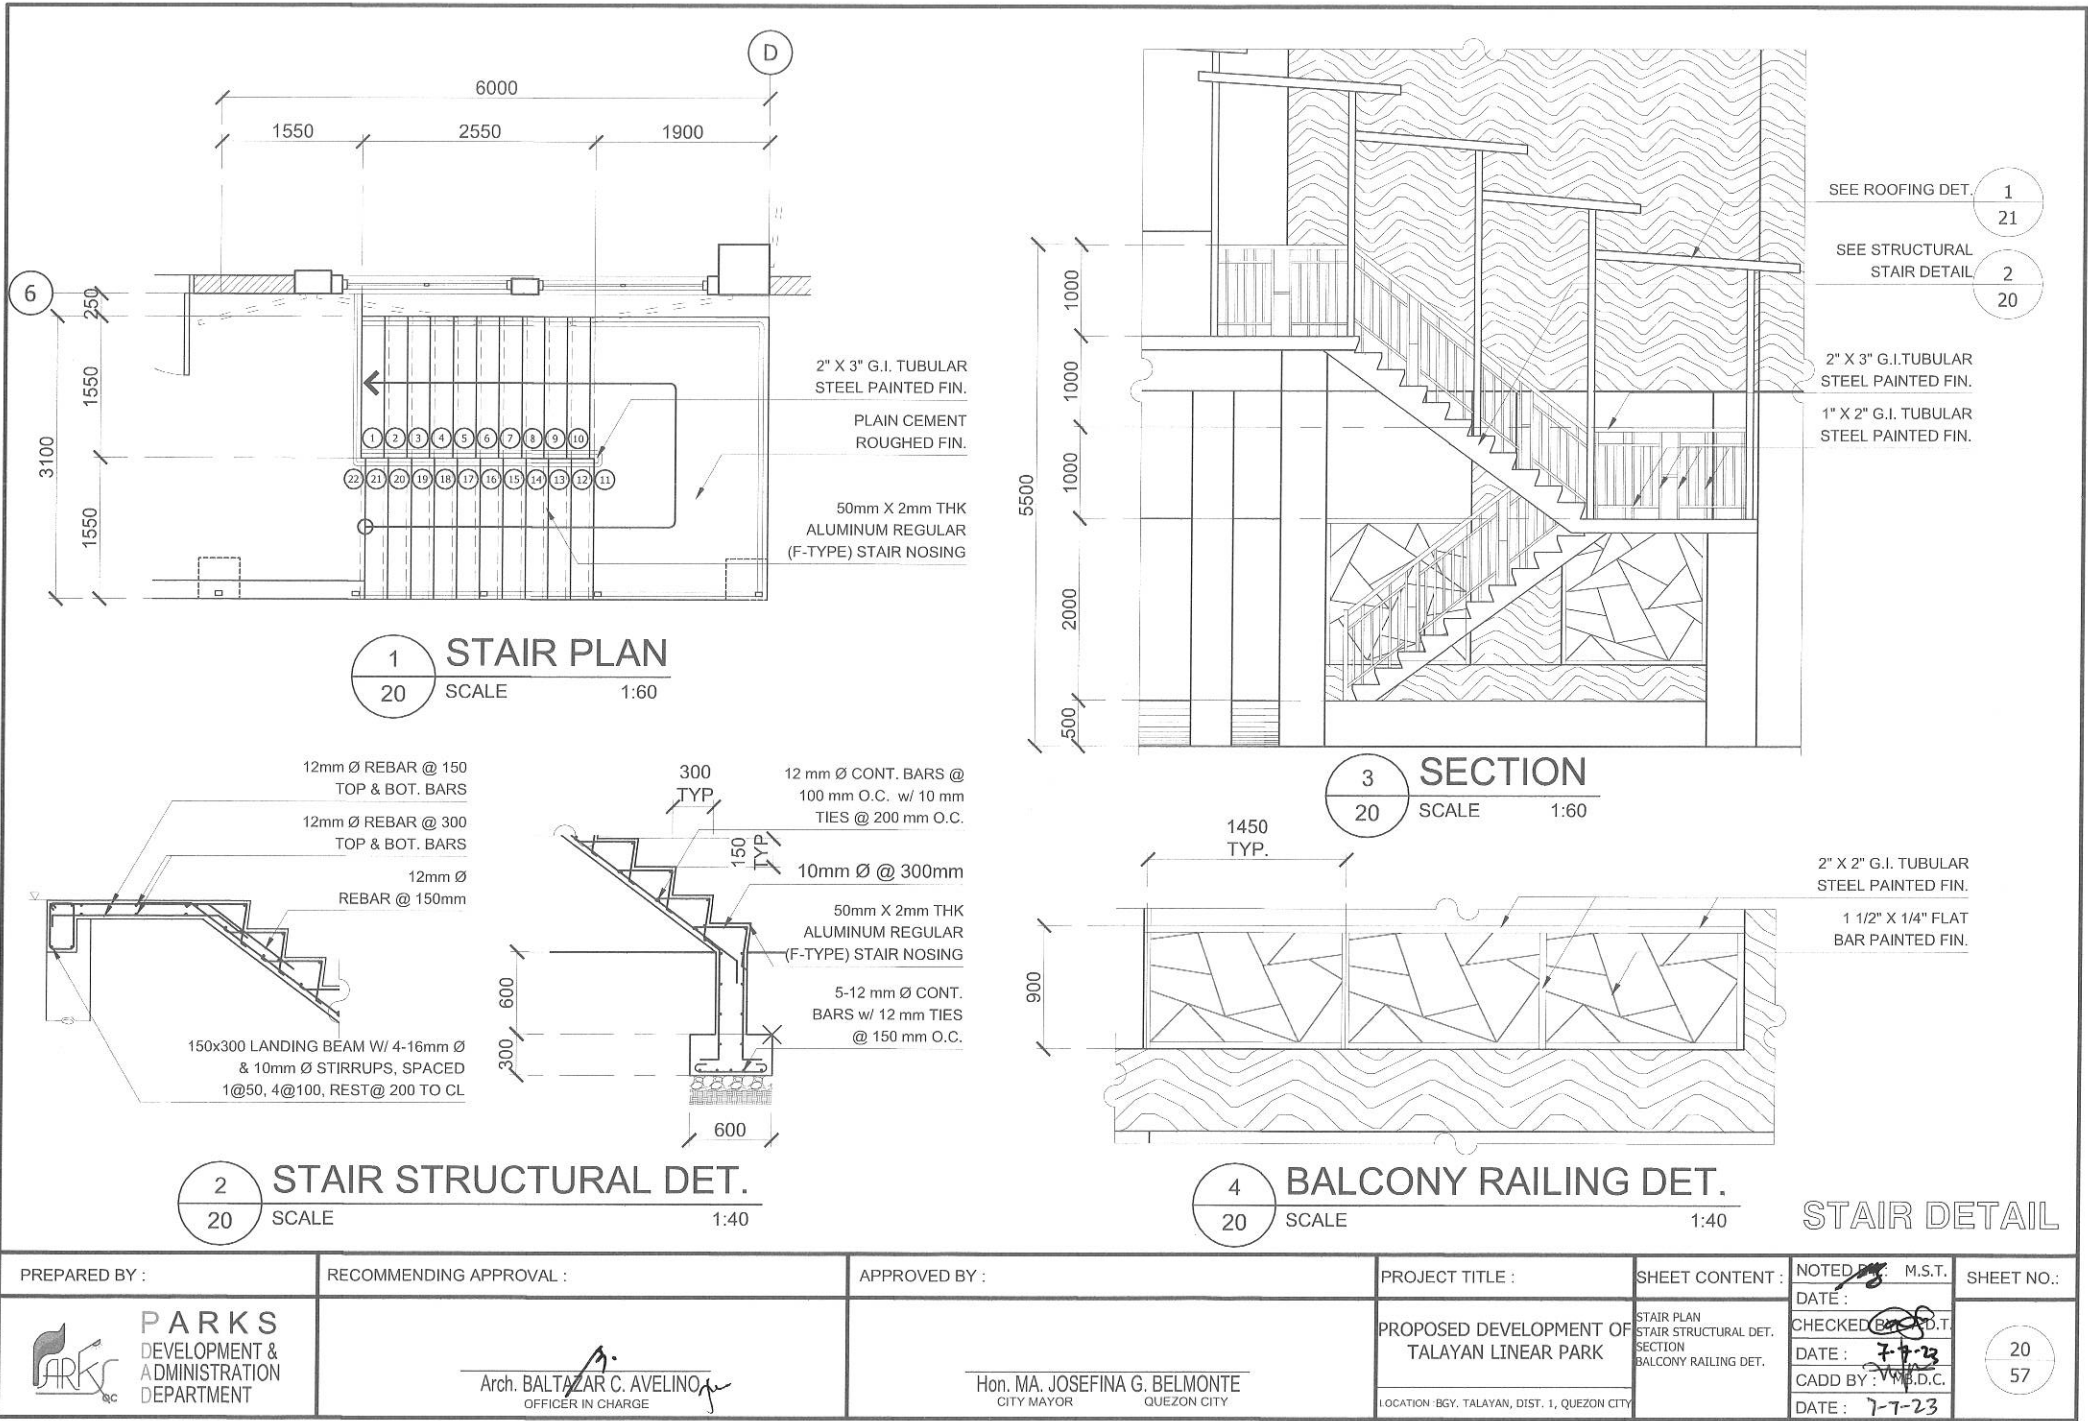 D
6000
1550
2550
1900
6
250
1550
3100
1550
2" X 3" G.I. TUBULAR
STEEL PAINTED FIN.
PLAIN CEMENT
ROUGHED FIN.
50mm X 2mm THK
ALUMINUM REGULAR
(F-TYPE) STAIR NOSING
1 2 3 4 5 6 7 8 9 10
22 21 20 19 18 17 16 15 14 13 12 11
1
20
STAIR PLAN
SCALE 1:60
SEE ROOFING DET.
1
21
SEE STRUCTURAL
STAIR DETAIL
2
20
2" X 3" G.I.TUBULAR
STEEL PAINTED FIN.
1" X 2" G.I. TUBULAR
STEEL PAINTED FIN.
5500
1000
1000
1000
2000
500
3
20
SECTION
SCALE 1:60
12mm Ø REBAR @ 150
TOP & BOT. BARS
12mm Ø REBAR @ 300
TOP & BOT. BARS
12mm Ø
REBAR @ 150mm
150x300 LANDING BEAM W/ 4-16mm Ø
& 10mm Ø STIRRUPS, SPACED
1@50, 4@100, REST@ 200 TO CL
300
TYP
150
TYP
12 mm Ø CONT. BARS @
100 mm O.C. w/ 10 mm
TIES @ 200 mm O.C.
10mm Ø @ 300mm
50mm X 2mm THK
ALUMINUM REGULAR
(F-TYPE) STAIR NOSING
5-12 mm Ø CONT.
BARS w/ 12 mm TIES
@ 150 mm O.C.
600
300
600
2
20
STAIR STRUCTURAL DET.
SCALE 1:40
1450
TYP.
900
2" X 2" G.I. TUBULAR
STEEL PAINTED FIN.
1 1/2" X 1/4" FLAT
BAR PAINTED FIN.
4
20
BALCONY RAILING DET.
SCALE 1:40
STAIR DETAIL
PREPARED BY :
PARKS
DEVELOPMENT &
ADMINISTRATION
DEPARTMENT
PARKS
QC
RECOMMENDING APPROVAL :
Arch. BALTAZAR C. AVELINO
OFFICER IN CHARGE
APPROVED BY :
Hon. MA. JOSEFINA G. BELMONTE
CITY MAYOR QUEZON CITY
PROJECT TITLE :
PROPOSED DEVELOPMENT OF
TALAYAN LINEAR PARK
LOCATION :BGY. TALAYAN, DIST. 1, QUEZON CITY
SHEET CONTENT :
STAIR PLAN
STAIR STRUCTURAL DET.
SECTION
BALCONY RAILING DET.
NOTED M.S.T.
DATE :
CHECKED
DATE : 7-7-23
CADD BY :
DATE : 7-7-23
SHEET NO.:
20
57